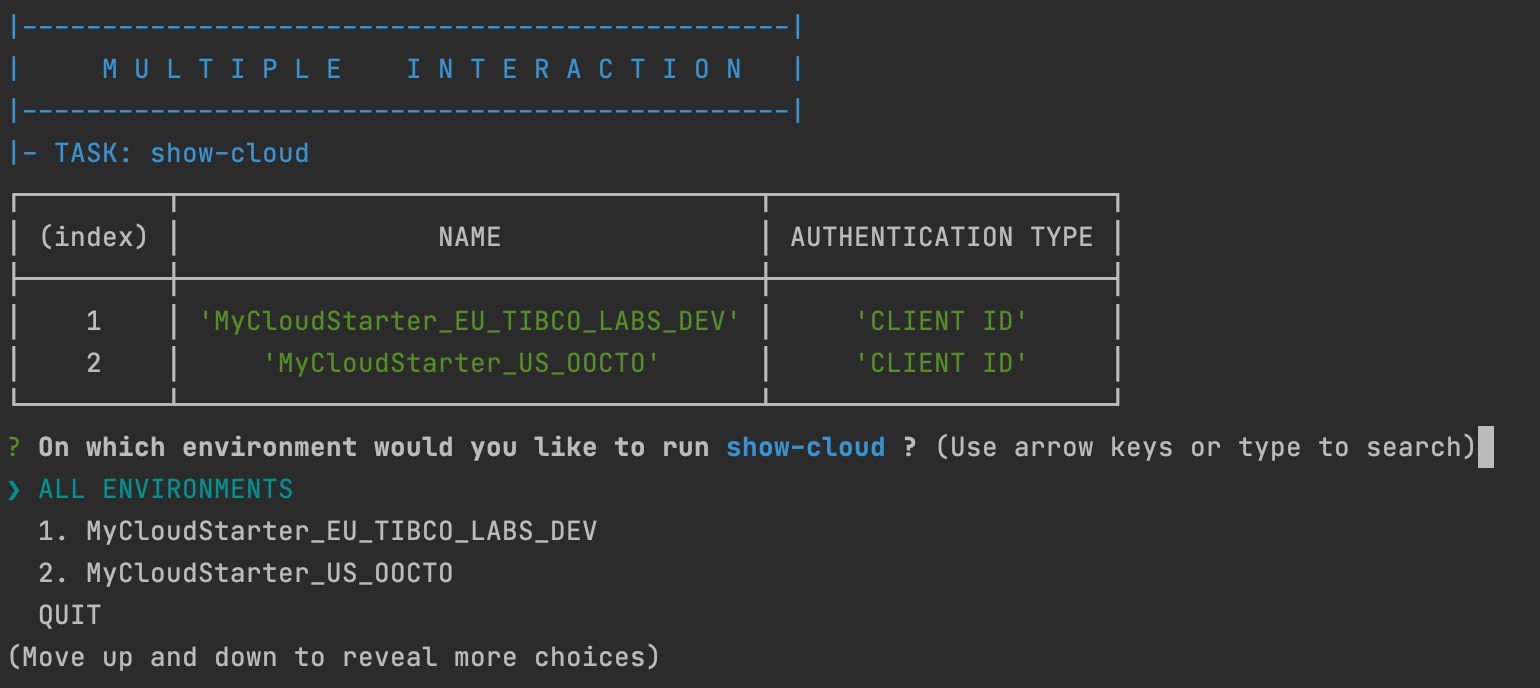 |------------------------------------------------|
| M U L T I P L E I N T E R A C T I O N |
|------------------------------------------------|
|- TASK: show-cloud
(index) NAME AUTHENTICATION TYPE
1 'MyCloudStarter_EU_TIBCO_LABS_DEV' 'CLIENT ID'
2 'MyCloudStarter_US_OOCTO' 'CLIENT ID'
? On which environment would you like to run show-cloud ? (Use arrow keys or type to search)
❯ ALL ENVIRONMENTS
1. MyCloudStarter_EU_TIBCO_LABS_DEV
2. MyCloudStarter_US_OOCTO
QUIT
(Move up and down to reveal more choices)